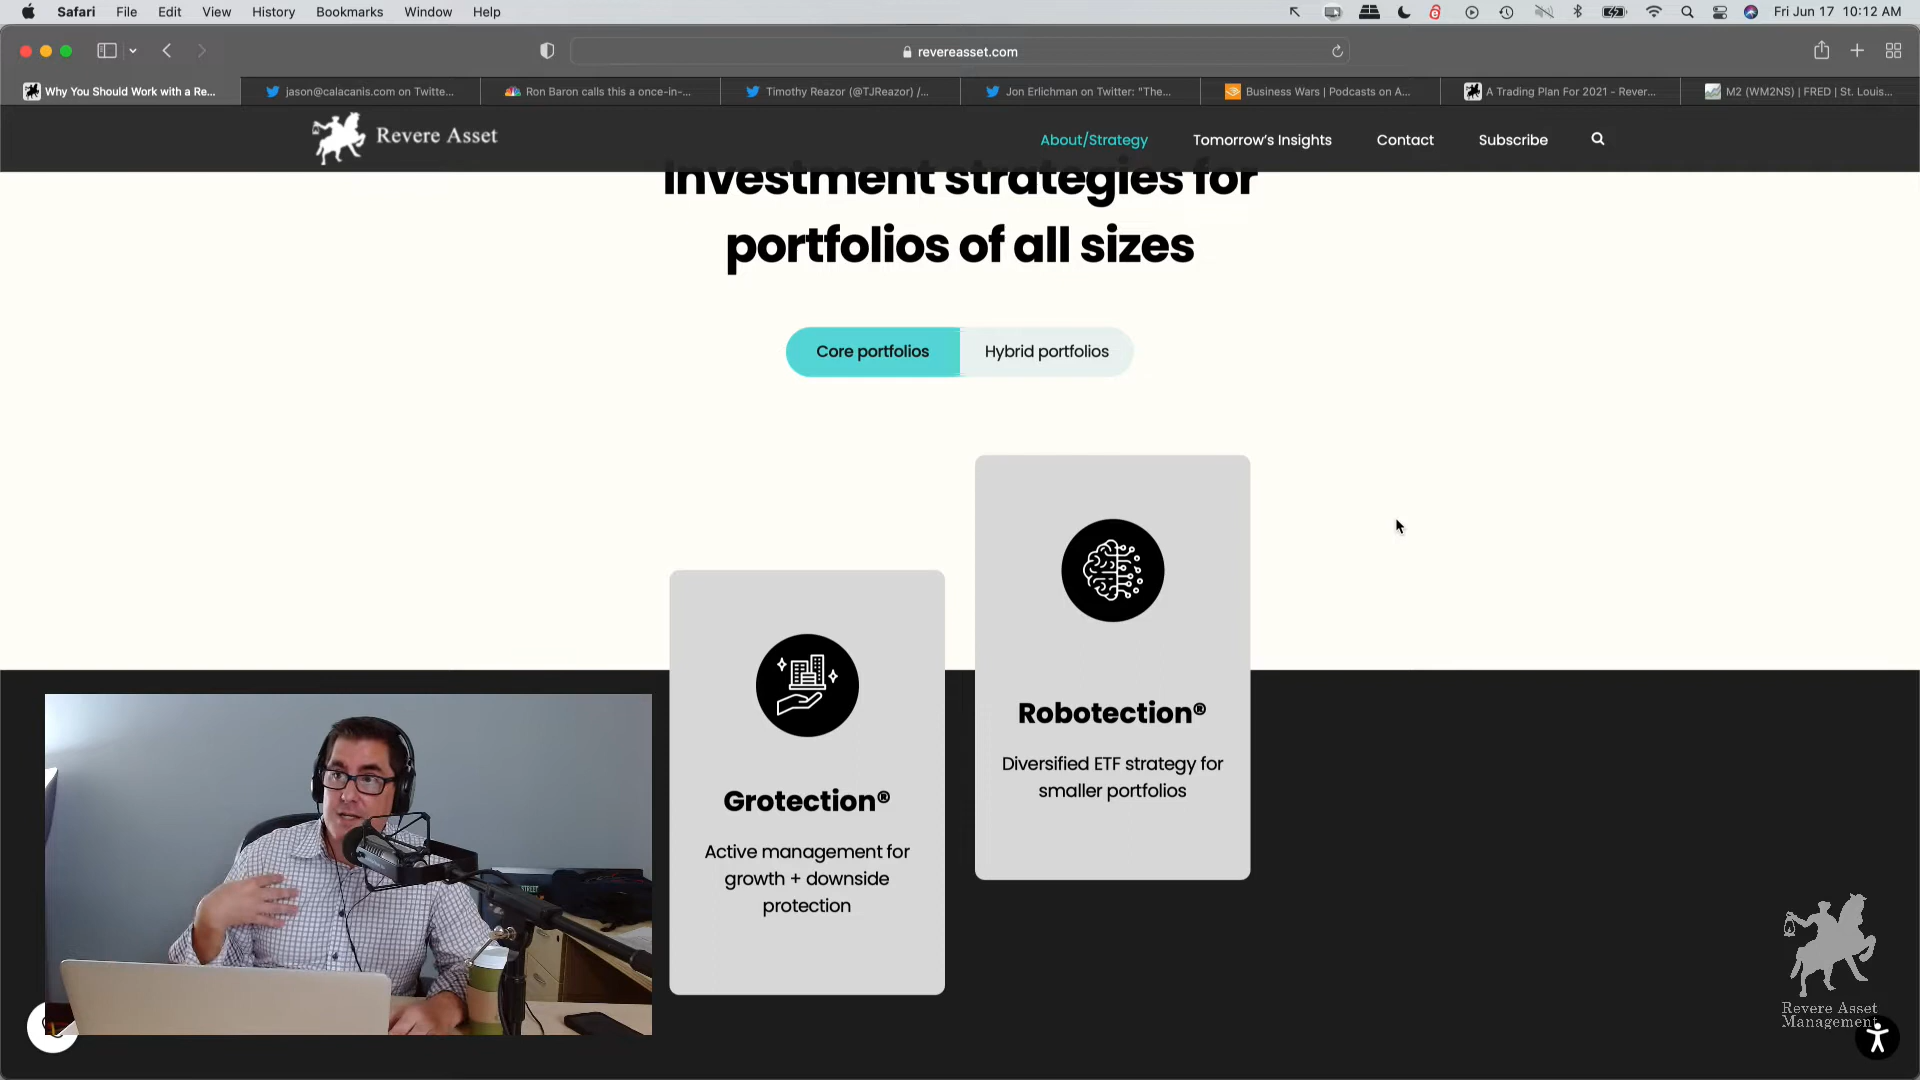 Safari File Edit View History Bookmarks Window Help Fri Jun 17 10:12 AM
revereasset.com
Why You Should Work with a Re... jason@calacanis.com on Twitte... Ron Baron calls this a once-in-... Timothy Reazor (@TJReazor) /... Jon Erlichman on Twitter: "The... Business Wars | Podcasts on A... A Trading Plan For 2021 - Rever... M2 (WM2NS) | FRED | St. Louis...
Revere Asset About/Strategy Tomorrow's Insights Contact Subscribe
Investment strategies for
portfolios of all sizes
Core portfolios Hybrid portfolios
Robotection®
Diversified ETF strategy for
smaller portfolios
Grotection®
Active management for
growth + downside
protection
STREET
Revere Asset
Management